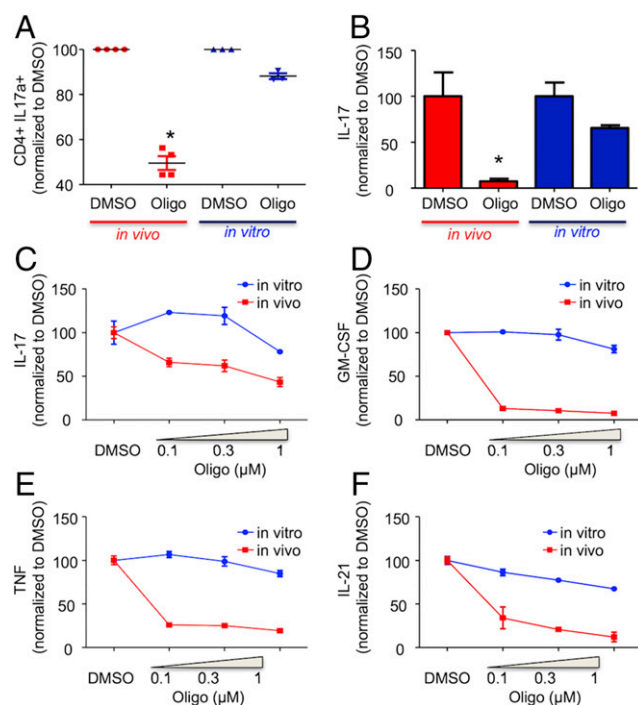 A
CD4+ IL17a+
(normalized to DMSO)
100
80
60
40
*
DMSO
Oligo
DMSO
Oligo
in vivo
in vitro
B
IL-17
(normalized to DMSO)
150
100
50
0
*
DMSO
Oligo
DMSO
Oligo
in vivo
in vitro
C
IL-17
(normalized to DMSO)
150
100
50
0
in vitro
in vivo
DMSO
0.1
0.3
1
Oligo (µM)
D
GM-CSF
(normalized to DMSO)
150
100
50
0
in vitro
in vivo
DMSO
0.1
0.3
1
Oligo (µM)
E
TNF
(normalized to DMSO)
150
100
50
0
in vitro
in vivo
DMSO
0.1
0.3
1
Oligo (µM)
F
IL-21
(normalized to DMSO)
150
100
50
0
in vitro
in vivo
DMSO
0.1
0.3
1
Oligo (µM)